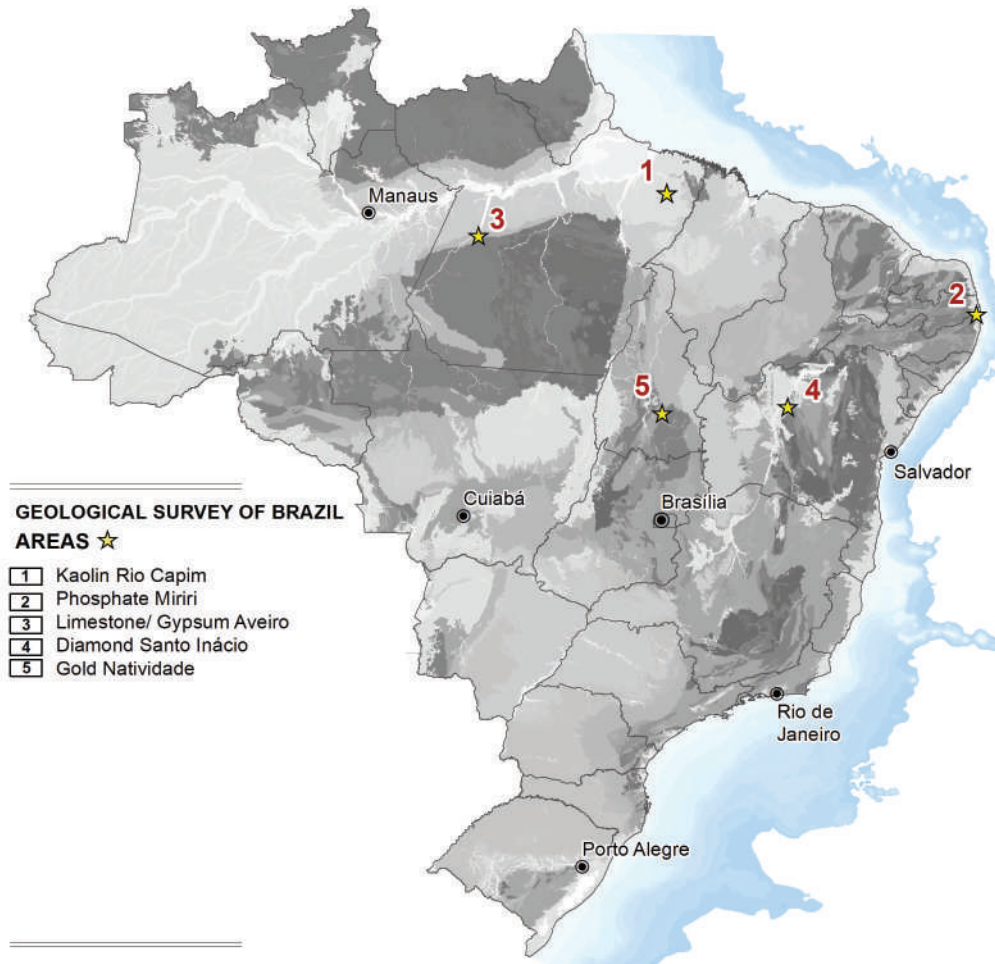 1
Manaus
3
2
5
4
Salvador
GEOLOGICAL SURVEY OF BRAZIL
AREAS
Cuiabá
Brasília
1 Kaolin Rio Capim
2 Phosphate Miriri
3 Limestone/ Gypsum Aveiro
4 Diamond Santo Inácio
5 Gold Natividade
Rio de
Janeiro
Porto Alegre